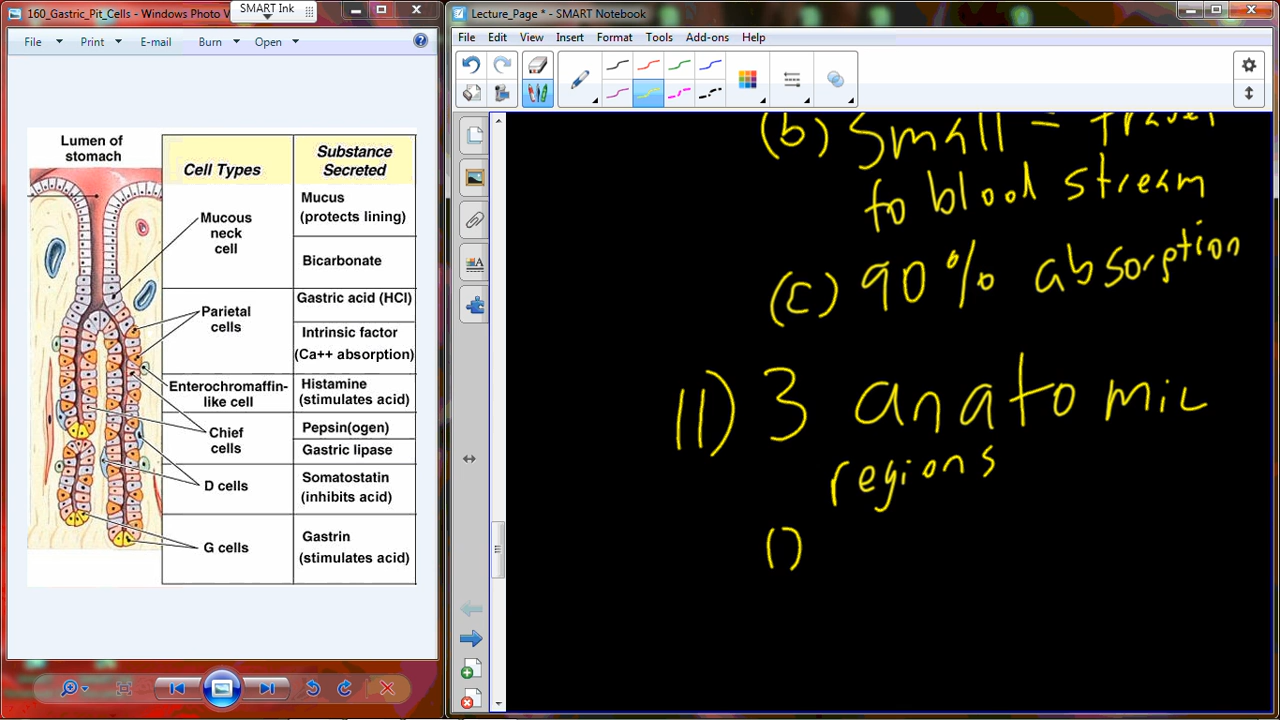 160_Gastric_Pit_Cells - Windows Photo V
SMART Ink
File Print E-mail Burn Open
Lumen of
stomach
Cell Types
Substance
Secreted
Mucous
neck
cell
Mucus
(protects lining)
Bicarbonate
Parietal
cells
Gastric acid (HCl)
Intrinsic factor
(Ca++ absorption)
Enterochromaffin-
like cell
Histamine
(stimulates acid)
Chief
cells
Pepsin(ogen)
Gastric lipase
D cells
Somatostatin
(inhibits acid)
G cells
Gastrin
(stimulates acid)
Lecture_Page * - SMART Notebook
File Edit View Insert Format Tools Add-ons Help
(b) Small = travel
to blood stream
(c) 90% absorption
11) 3 anatomic
regions
1)